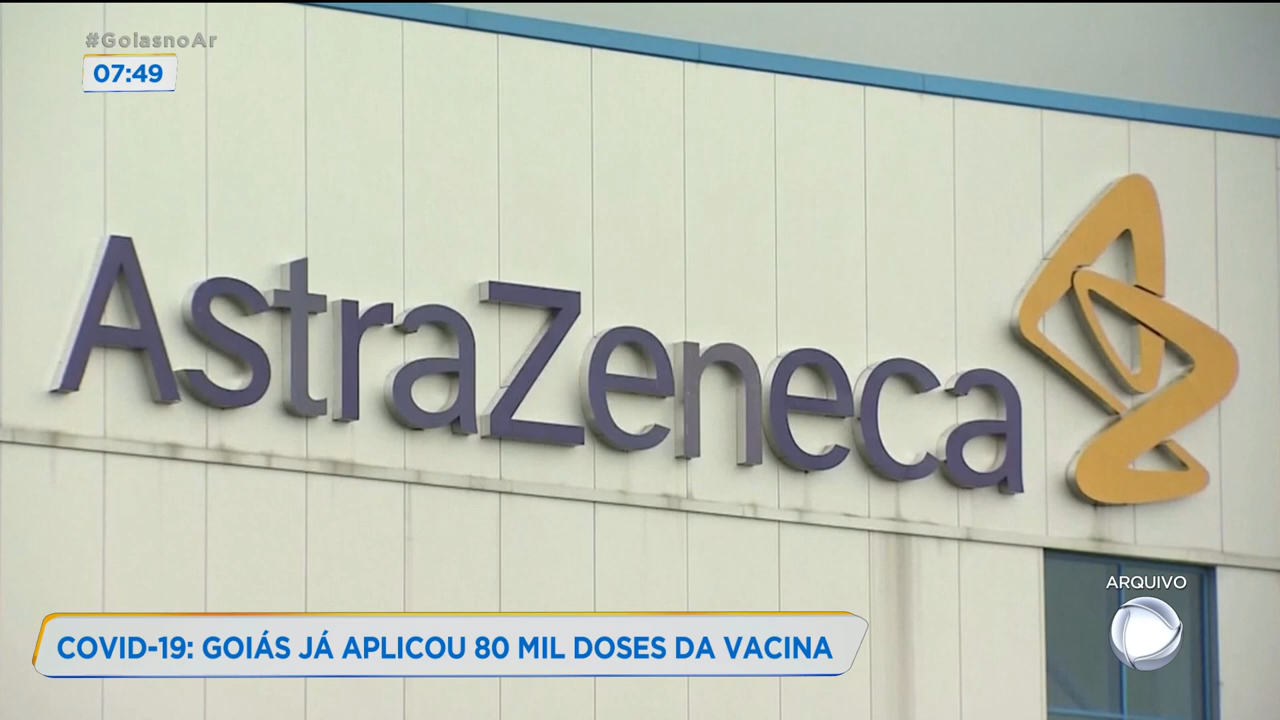 #GoiasnoAr
07:49
AstraZeneca
ARQUIVO
COVID-19: GOIÁS JÁ APLICOU 80 MIL DOSES DA VACINA